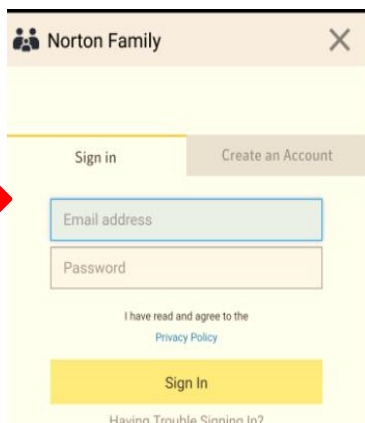 Norton Family
Sign in Create an Account
Email address
Password
I have read and agree to the
Privacy Policy
Sign In
Having Trouble Signing In?